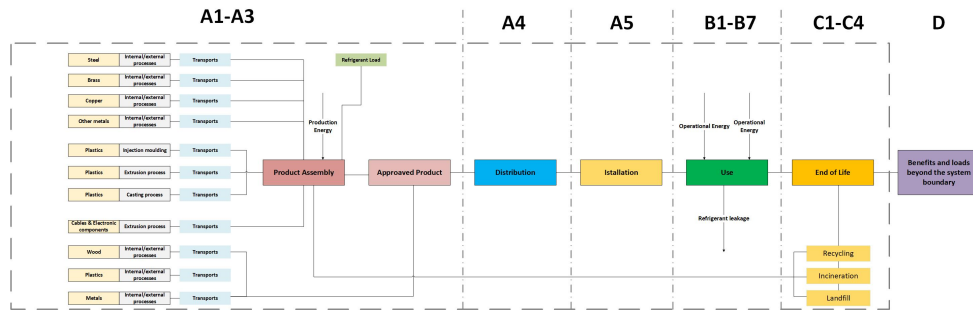 A1-A3
A4
A5
B1-B7
C1-C4
D
Steel
Internal/external
processes
Transports
Refrigerant Load
Brass
Internal/external
processes
Transports
Copper
Internal/external
processes
Transports
Other metals
Internal/external
processes
Transports
Production
Energy
Operational Energy
Operational
Energy
Plastics
Injection moulding
Transports
Plastics
Extrusion process
Transports
Plastics
Casting process
Transports
Product Assembly
Approaved Product
Distribution
Istallation
Use
End of Life
Benefits and loads
beyond the system
boundary
Cables & Electronic
components
Extrusion process
Transports
Refrigerant leakage
Wood
Internal/external
processes
Transports
Plastics
Internal/external
processes
Transports
Metals
Internal/external
processes
Transports
Recycling
Incineration
Landfill